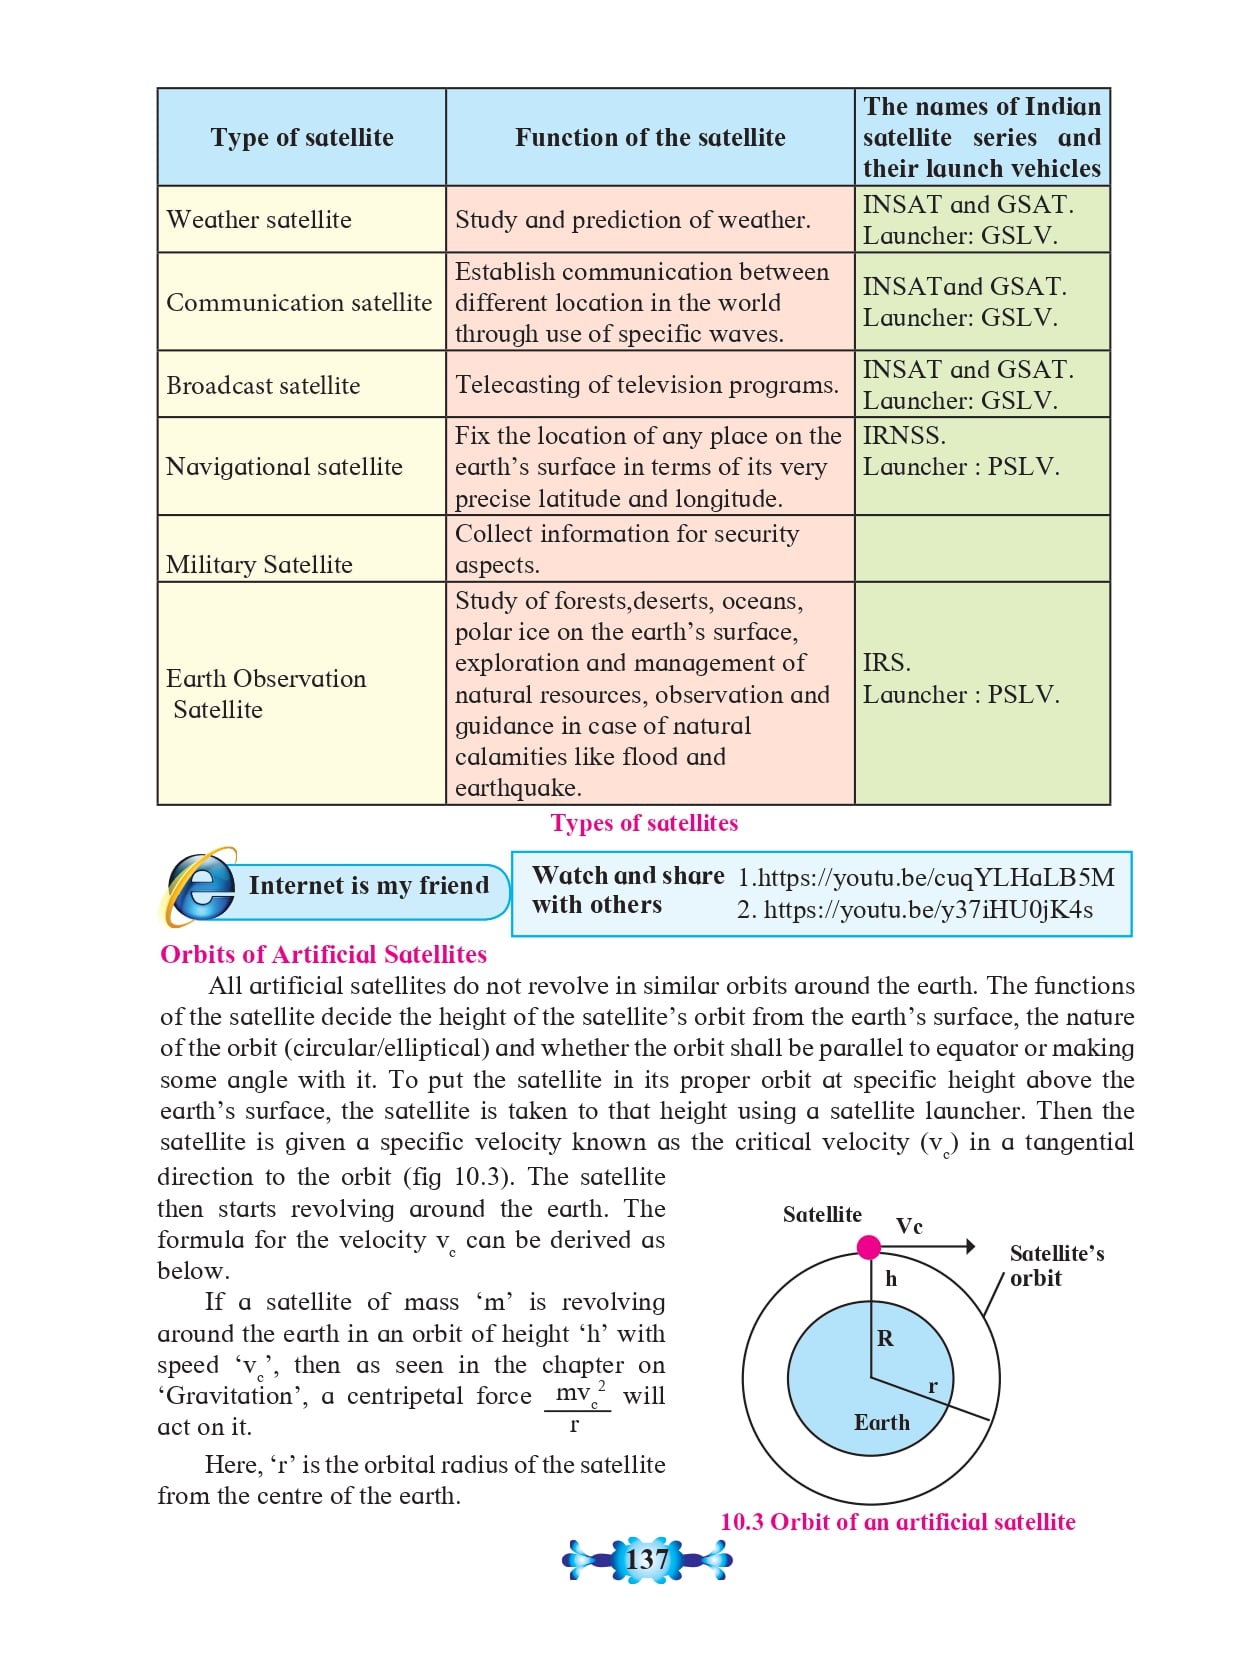 Type of satellite
Function of the satellite
The names of Indian
satellite series and
their launch vehicles
Weather satellite
Study and prediction of weather.
INSAT and GSAT.
Launcher: GSLV.
Communication satellite
Establish communication between
different location in the world
through use of specific waves.
INSATand GSAT.
Launcher: GSLV.
Broadcast satellite
Telecasting of television programs.
INSAT and GSAT.
Launcher: GSLV.
Navigational satellite
Fix the location of any place on the
earth’s surface in terms of its very
precise latitude and longitude.
IRNSS.
Launcher : PSLV.
Military Satellite
Collect information for security
aspects.
Earth Observation
Satellite
Study of forests,deserts, oceans,
polar ice on the earth’s surface,
exploration and management of
natural resources, observation and
guidance in case of natural
calamities like flood and
earthquake.
IRS.
Launcher : PSLV.
Types of satellites
Internet is my friend
Watch and share
with others
1.https://youtu.be/cuqYLHaLB5M
2. https://youtu.be/y37iHU0jK4s
Orbits of Artificial Satellites
All artificial satellites do not revolve in similar orbits around the earth. The functions
of the satellite decide the height of the satellite’s orbit from the earth’s surface, the nature
of the orbit (circular/elliptical) and whether the orbit shall be parallel to equator or making
some angle with it. To put the satellite in its proper orbit at specific height above the
earth’s surface, the satellite is taken to that height using a satellite launcher. Then the
satellite is given a specific velocity known as the critical velocity (vc) in a tangential
direction to the orbit (fig 10.3). The satellite
then starts revolving around the earth. The
formula for the velocity vc can be derived as
below.
If a satellite of mass ‘m’ is revolving
around the earth in an orbit of height ‘h’ with
speed ‘vc’, then as seen in the chapter on
‘Gravitation’, a centripetal force mvc² / r will
act on it.
Here, ‘r’ is the orbital radius of the satellite
from the centre of the earth.
Satellite
Vc
Satellite’s
orbit
h
R
r
Earth
10.3 Orbit of an artificial satellite
137